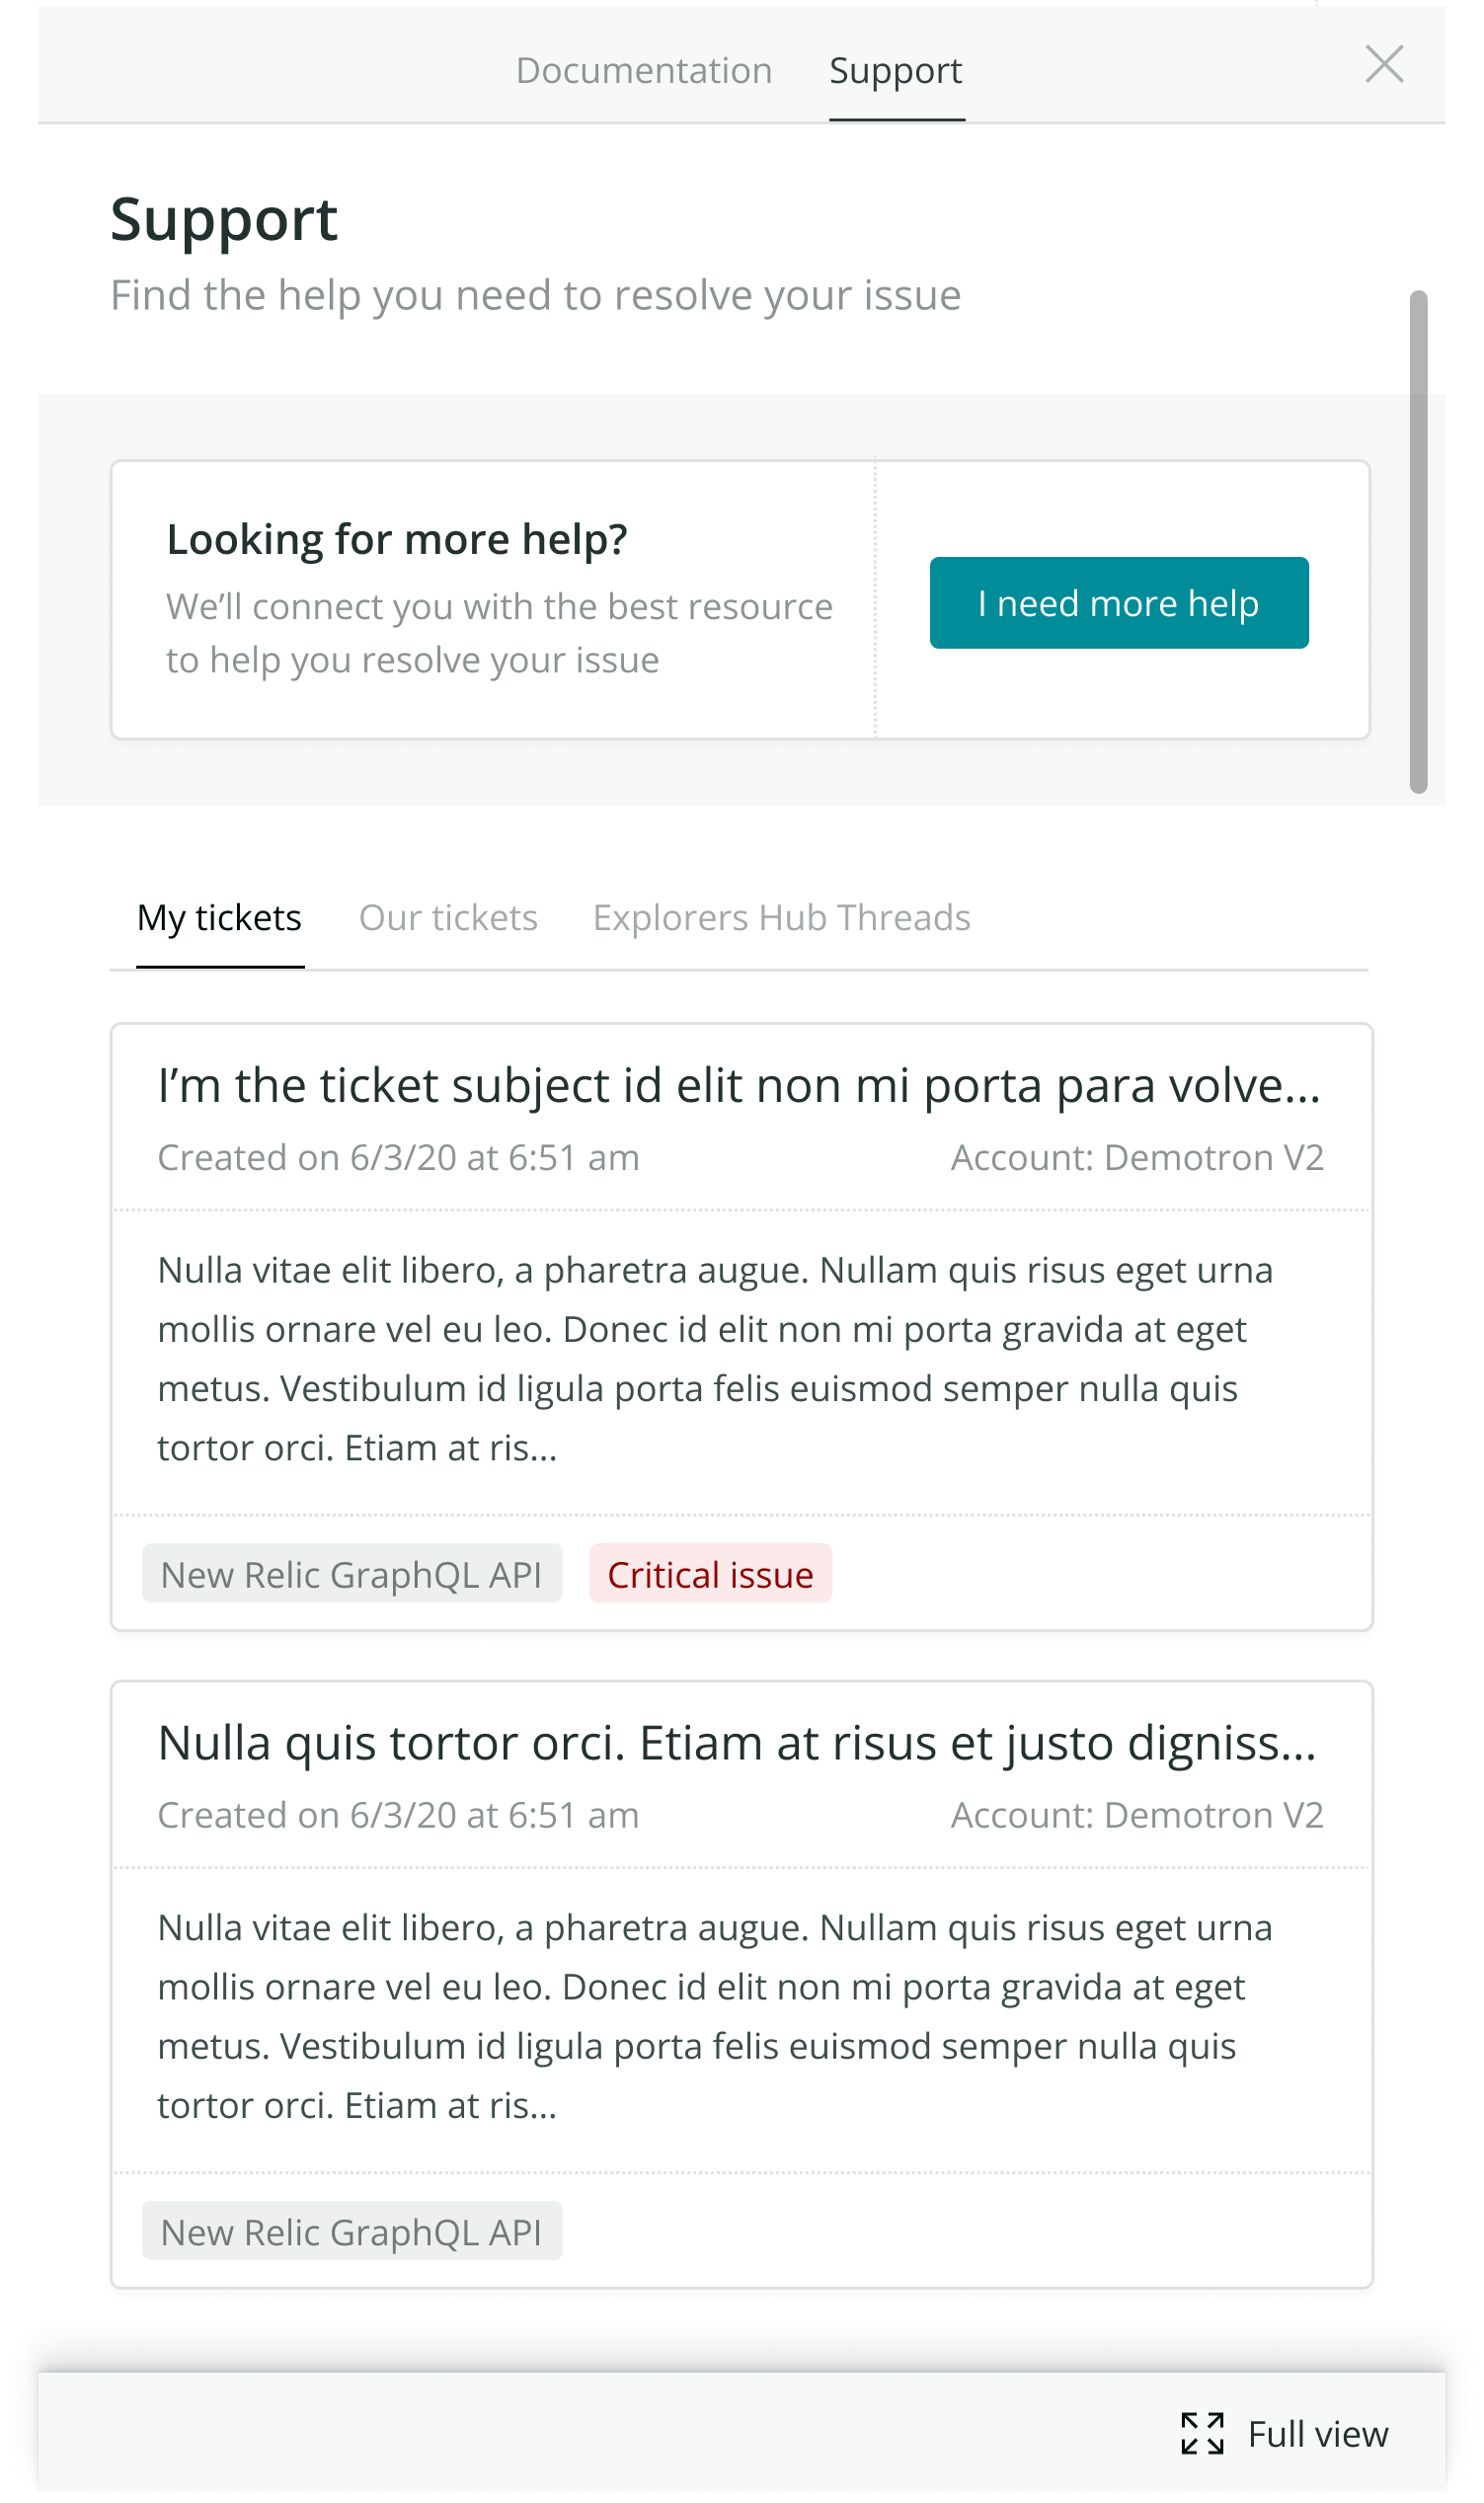 Documentation Support
Support
Find the help you need to resolve your issue
Looking for more help?
We’ll connect you with the best resource
to help you resolve your issue
I need more help
My tickets Our tickets Explorers Hub Threads
I’m the ticket subject id elit non mi porta para volve...
Created on 6/3/20 at 6:51 am Account: Demotron V2
Nulla vitae elit libero, a pharetra augue. Nullam quis risus eget urna
mollis ornare vel eu leo. Donec id elit non mi porta gravida at eget
metus. Vestibulum id ligula porta felis euismod semper nulla quis
tortor orci. Etiam at ris...
New Relic GraphQL API Critical issue
Nulla quis tortor orci. Etiam at risus et justo digniss...
Created on 6/3/20 at 6:51 am Account: Demotron V2
Nulla vitae elit libero, a pharetra augue. Nullam quis risus eget urna
mollis ornare vel eu leo. Donec id elit non mi porta gravida at eget
metus. Vestibulum id ligula porta felis euismod semper nulla quis
tortor orci. Etiam at ris...
New Relic GraphQL API
Full view